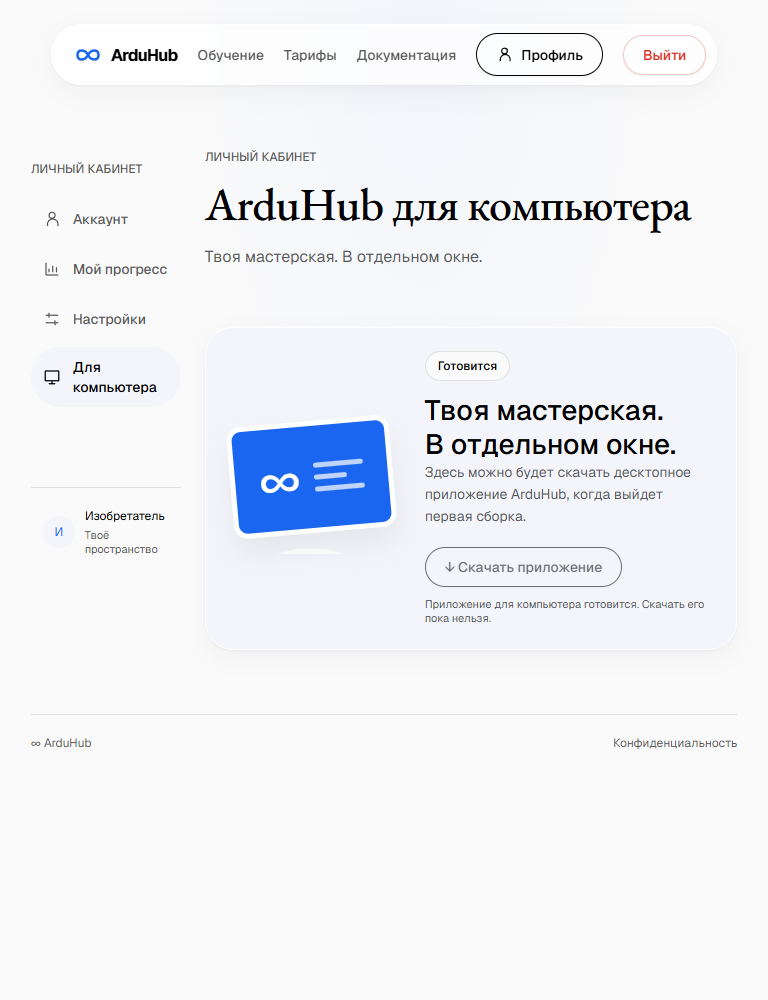 ∞ ArduHub Обучение Тарифы Документация Профиль Выйти
ЛИЧНЫЙ КАБИНЕТ
Аккаунт
Мой прогресс
Настройки
Для
компьютера
И
Изобретатель
Твоё
пространство
ЛИЧНЫЙ КАБИНЕТ
ArduHub для компьютера
Твоя мастерская. В отдельном окне.
∞
Готовится
Твоя мастерская.
В отдельном окне.
Здесь можно будет скачать десктопное
приложение ArduHub, когда выйдет
первая сборка.
↓ Скачать приложение
Приложение для компьютера готовится. Скачать его
пока нельзя.
∞ ArduHub
Конфиденциальность